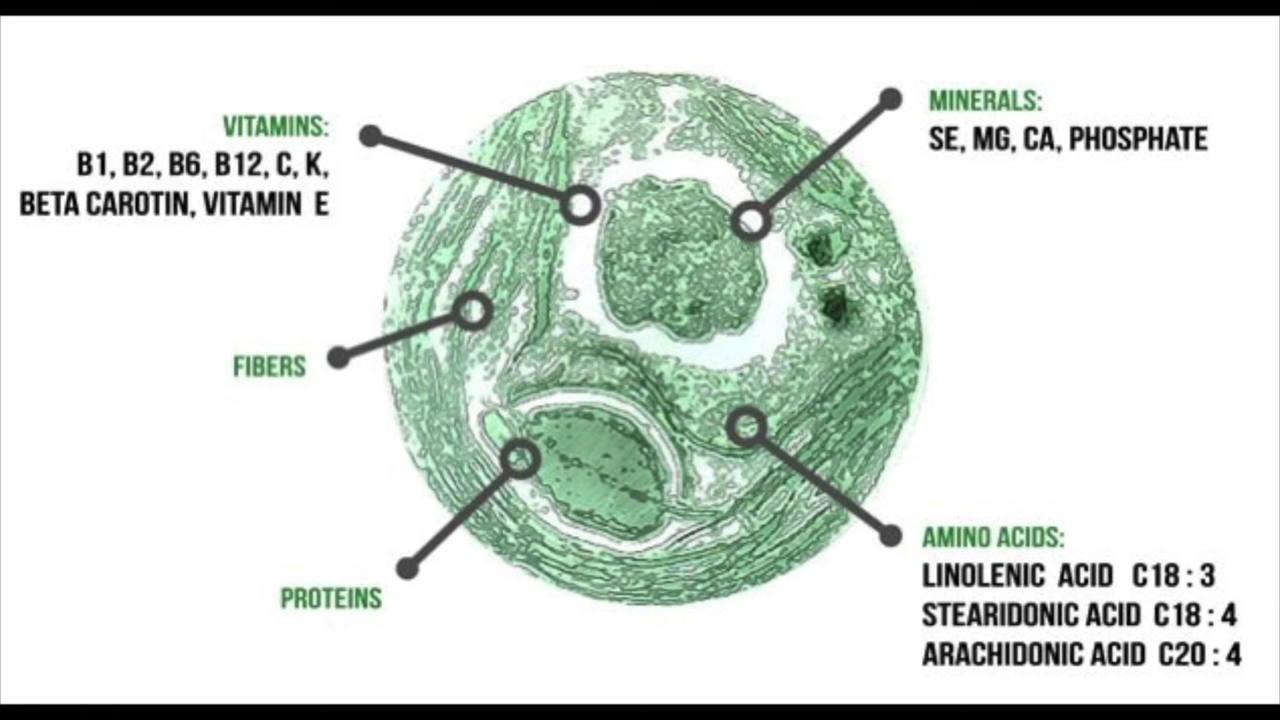 VITAMINS:
B1, B2, B6, B12, C, K,
BETA CAROTIN, VITAMIN E
MINERALS:
SE, MG, CA, PHOSPHATE
FIBERS
PROTEINS
AMINO ACIDS:
LINOLENIC ACID C18 : 3
STEARIDONIC ACID C18 : 4
ARACHIDONIC ACID C20 : 4